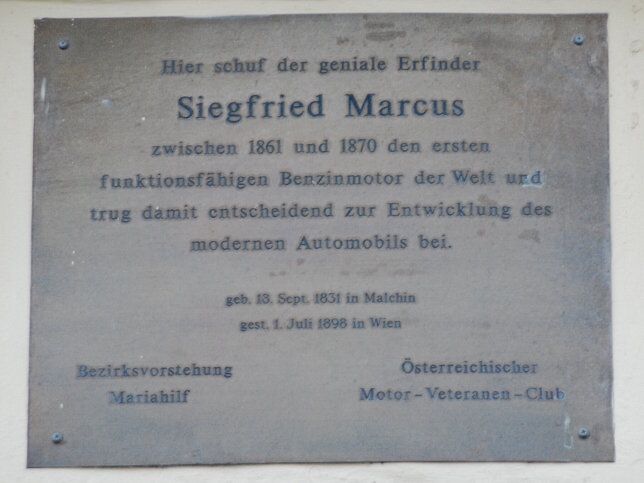 Hier schuf der geniale Erfinder
Siegfried Marcus
zwischen 1861 und 1870 den ersten
funktionsfähigen Benzinmotor der Welt und
trug damit entscheidend zur Entwicklung des
modernen Automobils bei.
geb. 18. Sept. 1831 in Malchin
gest. 1. Juli 1898 in Wien
Bezirksvorstehung
Mariahilf
Österreichischer
Motor-Veteranen-Club